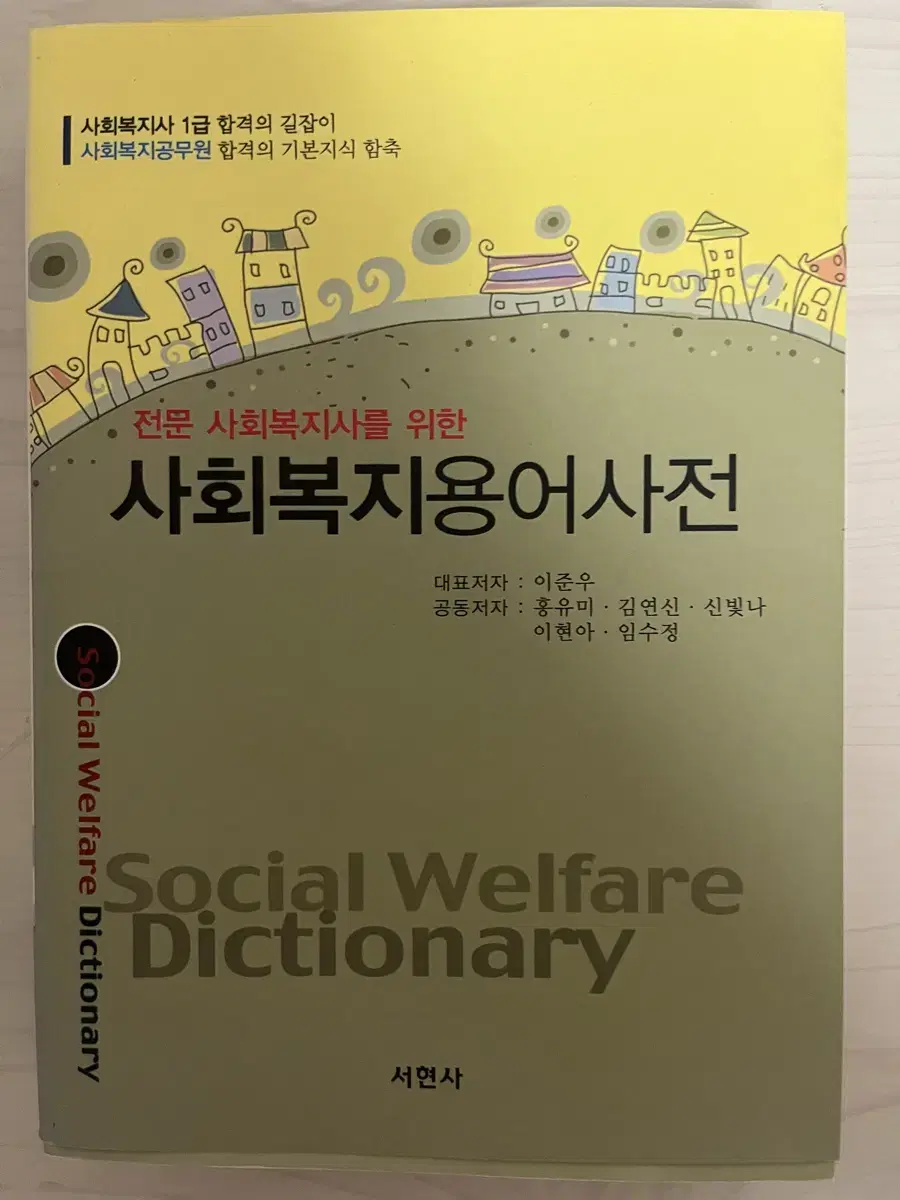 사회복지사 1급 합격의 길잡이
사회복지공무원 합격의 기본지식 함축
전문 사회복지사를 위한
사회복지용어사전
대표저자 : 이준우
공동저자 : 홍유미 · 김연신 · 신빛나
이현아 · 임수정
Social Welfare Dictionary
Social Welfare
Dictionary
서현사